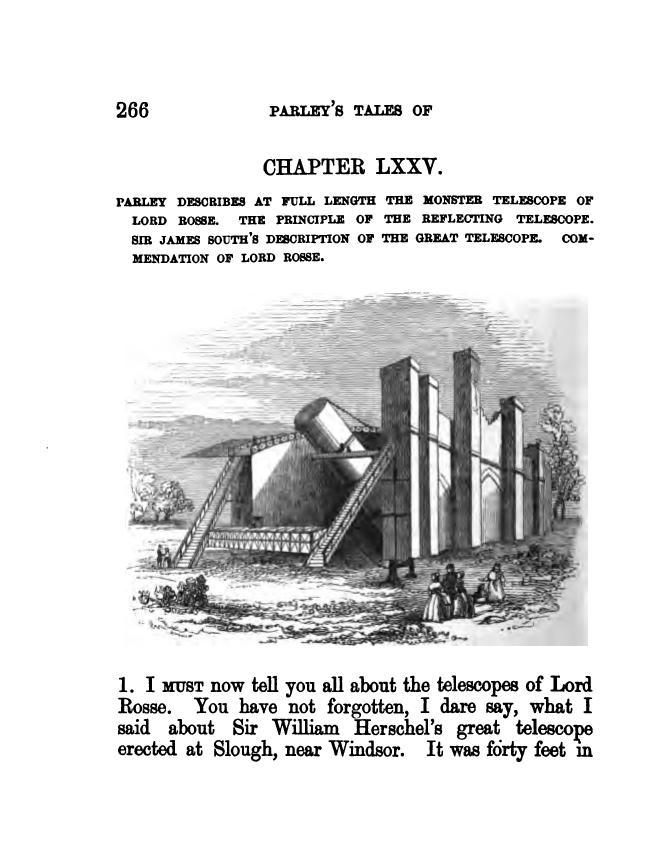 266 PARLEY'S TALES OF
CHAPTER LXXV.
PARLEY DESCRIBES AT FULL LENGTH THE MONSTER TELESCOPE OF
LORD ROSSE. THE PRINCIPLE OF THE REFLECTING TELESCOPE.
SIR JAMES SOUTH'S DESCRIPTION OF THE GREAT TELESCOPE. COM-
MENDATION OF LORD ROSSE.
1. I MUST now tell you all about the telescopes of Lord
Rosse. You have not forgotten, I dare say, what I
said about Sir William Herschel's great telescope
erected at Slough, near Windsor. It was forty feet in